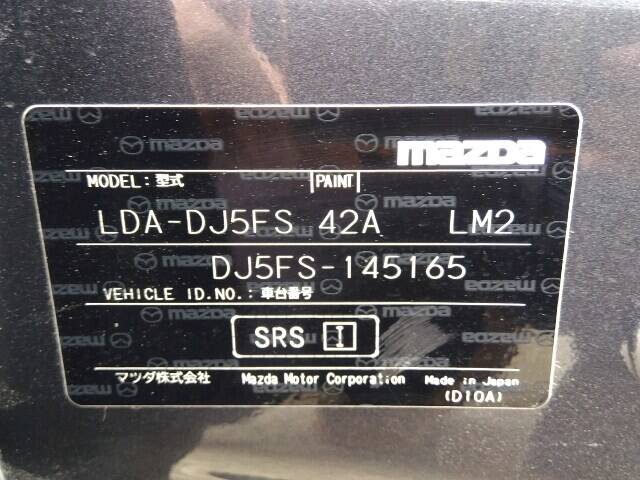 mazda
MODEL: 型式 PAINT
LDA-DJ5FS 42A LM2
DJ5FS-145165
VEHICLE ID.NO.: 車台番号
SRS I
マツダ株式会社 Mazda Motor Corporation Made in Japan
(D10A)